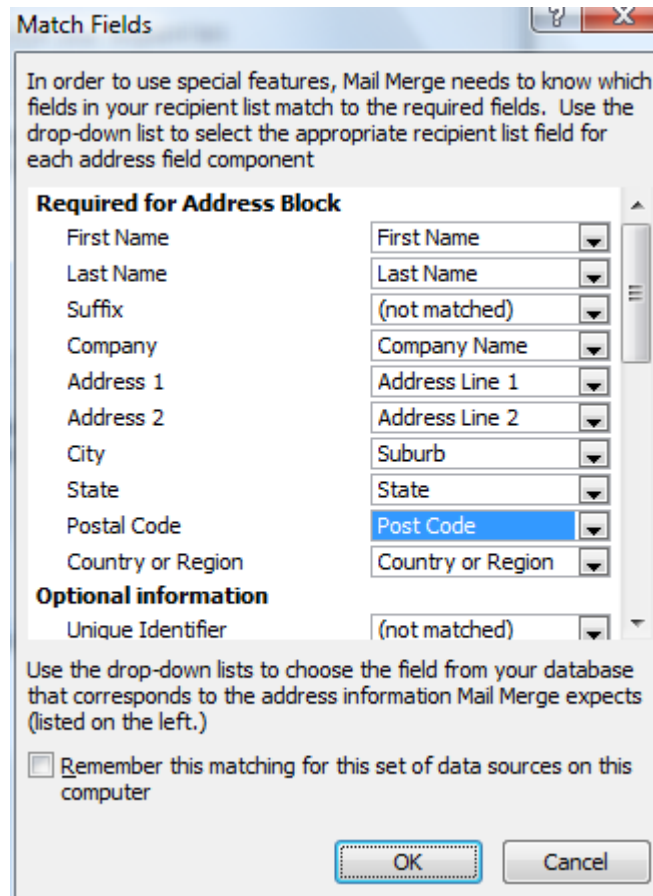 Match Fields
?
X
In order to use special features, Mail Merge needs to know which
fields in your recipient list match to the required fields. Use the
drop-down list to select the appropriate recipient list field for
each address field component
Required for Address Block
First Name First Name
Last Name Last Name
Suffix (not matched)
Company Company Name
Address 1 Address Line 1
Address 2 Address Line 2
City Suburb
State State
Postal Code Post Code
Country or Region Country or Region
Optional information
Unique Identifier (not matched)
Use the drop-down lists to choose the field from your database
that corresponds to the address information Mail Merge expects
(listed on the left.)
Remember this matching for this set of data sources on this
computer
OK Cancel